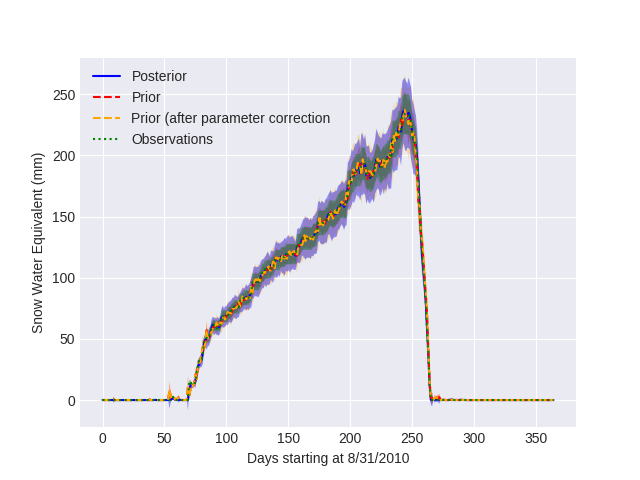 Posterior
Prior
Prior (after parameter correction
Observations
Snow Water Equivalent (mm)
250
200
150
100
50
0
0 50 100 150 200 250 300 350
Days starting at 8/31/2010